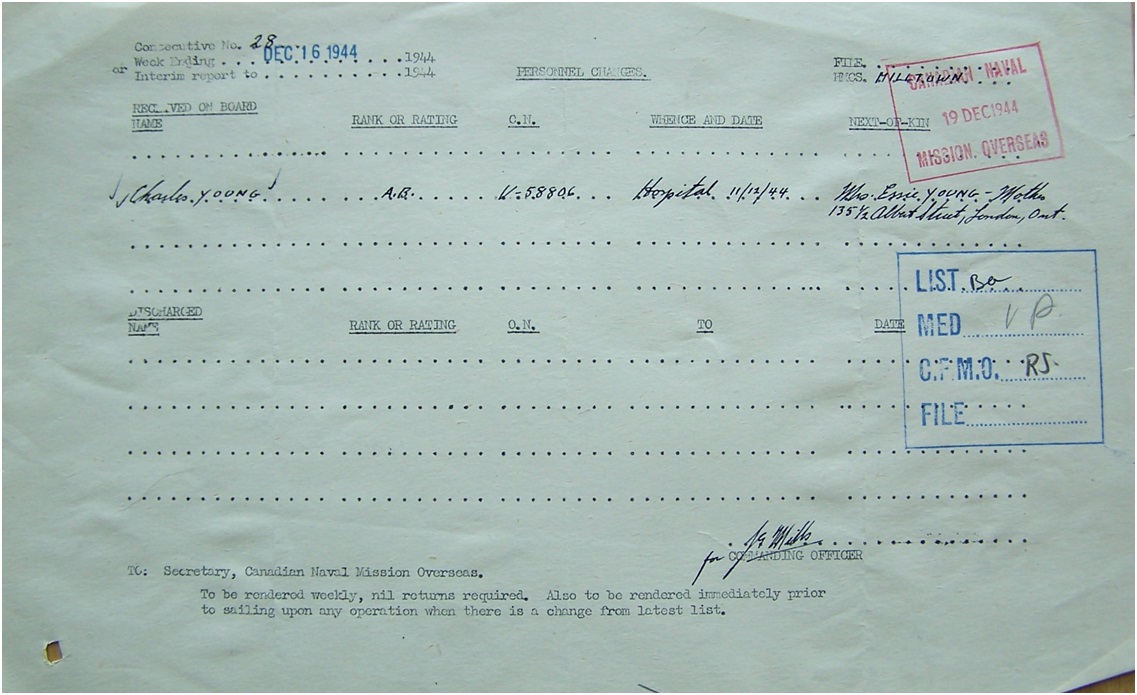 Consecutive No. 28
Week Ending . . . DEC 16 1944 . . . .1944
or Interim report to . . . . . . . . . . . .1944
PERSONNEL CHANGES.
FILE. . . . . .
HMCS. MILLTOWN. . . .
CANADIAN NAVAL
19 DEC 1944
MISSION. OVERSEAS
RECEIVED ON BOARD
NAME RANK OR RATING O.N. WHENCE AND DATE NEXT-OF-KIN
Charles. YOUNG A.B. V-58806 Hospital 11/12/44 Mrs. Essie YOUNG - Mother
135½ Albert Street, London, Ont.
LIST. Bo
MED VP.
C.F.M.O. RS.
FILE
DISCHARGED
NAME RANK OR RATING O.N. TO DATE
Mills
for COMMANDING OFFICER
TO: Secretary, Canadian Naval Mission Overseas.
To be rendered weekly, nil returns required. Also to be rendered immediately prior
to sailing upon any operation when there is a change from latest list.